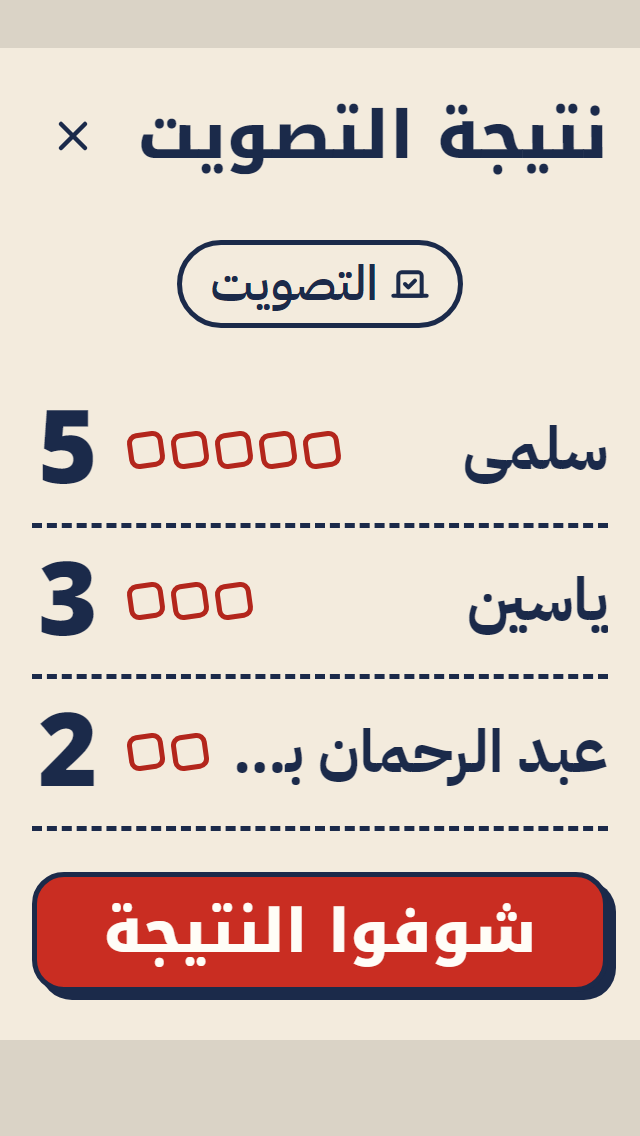 نتيجة التصويت
التصويت
سلمى 5
ياسين 3
عبد الرحمان بـ... 2
شوفوا النتيجة